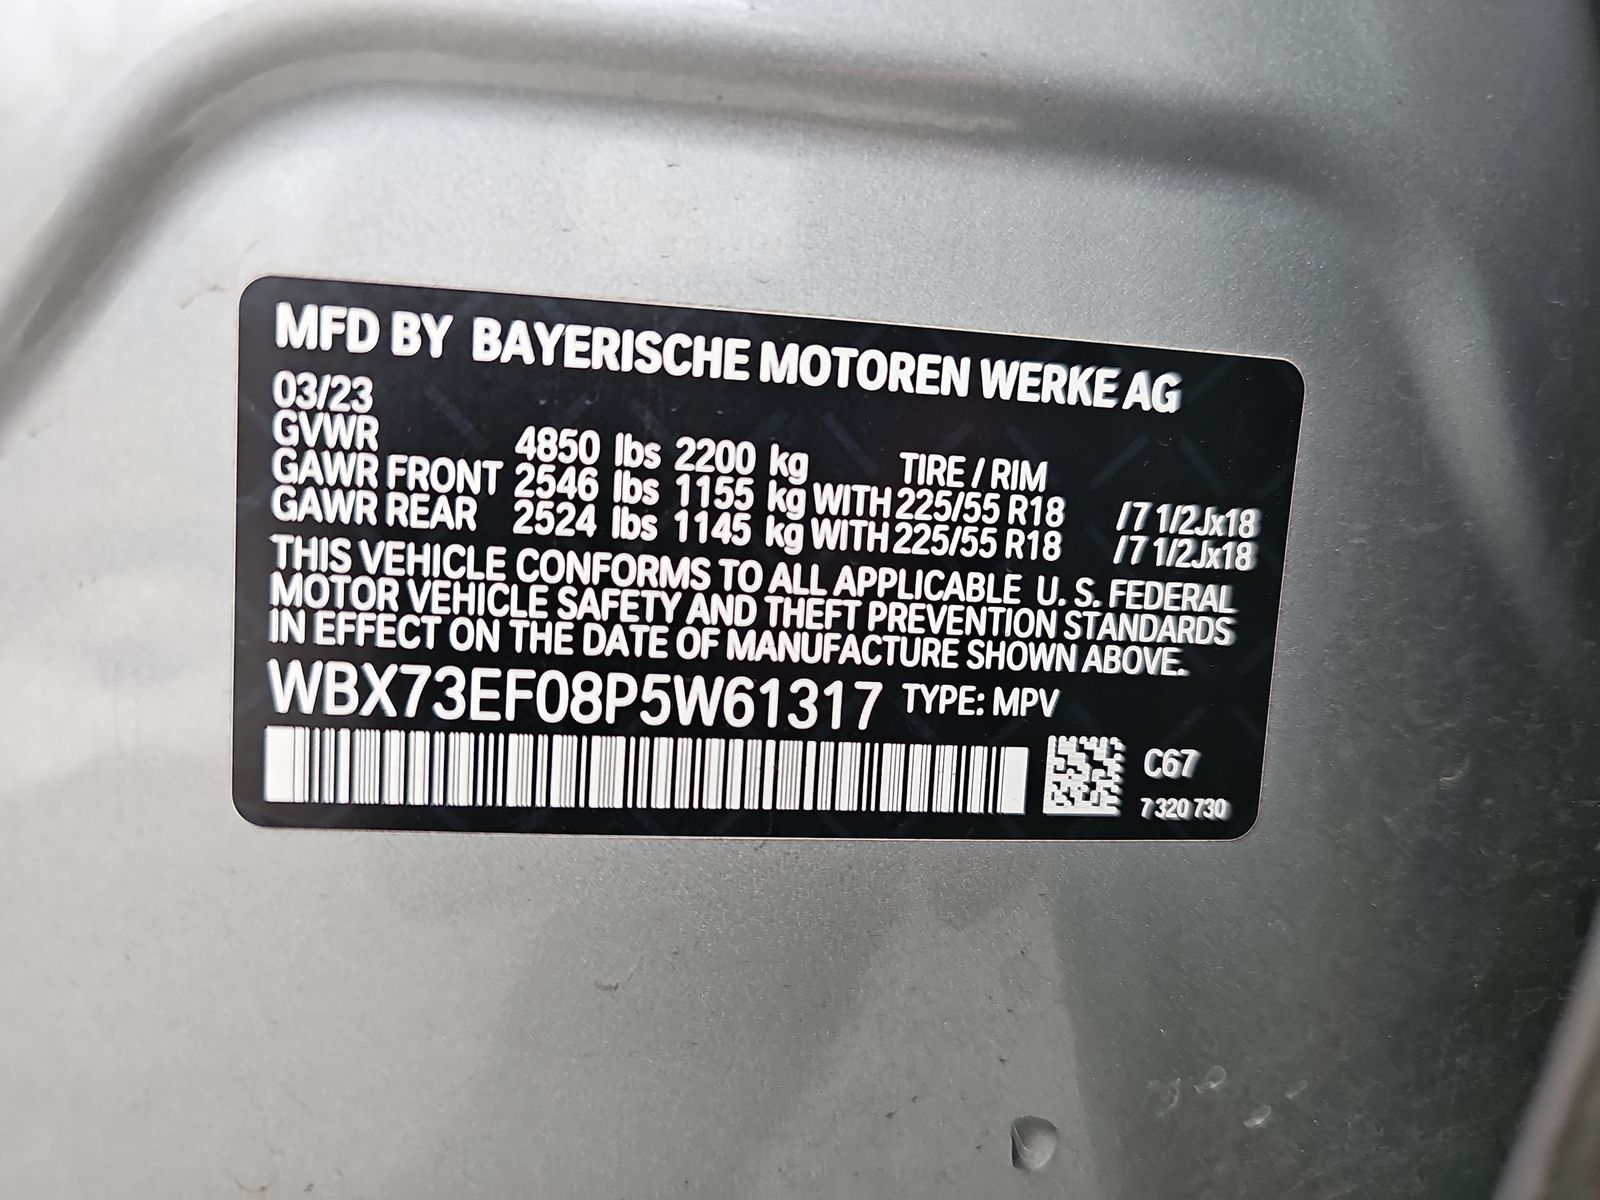 MFD BY BAYERISCHE MOTOREN WERKE AG
03/23
GVWR 4850 lbs 2200 kg TIRE / RIM
GAWR FRONT 2546 lbs 1155 kg WITH 225/55 R18 /7 1/2Jx18
GAWR REAR 2524 lbs 1145 kg WITH 225/55 R18 /7 1/2Jx18
THIS VEHICLE CONFORMS TO ALL APPLICABLE U. S. FEDERAL
MOTOR VEHICLE SAFETY AND THEFT PREVENTION STANDARDS
IN EFFECT ON THE DATE OF MANUFACTURE SHOWN ABOVE.
WBX73EF08P5W61317 TYPE: MPV
C67
7 320 730